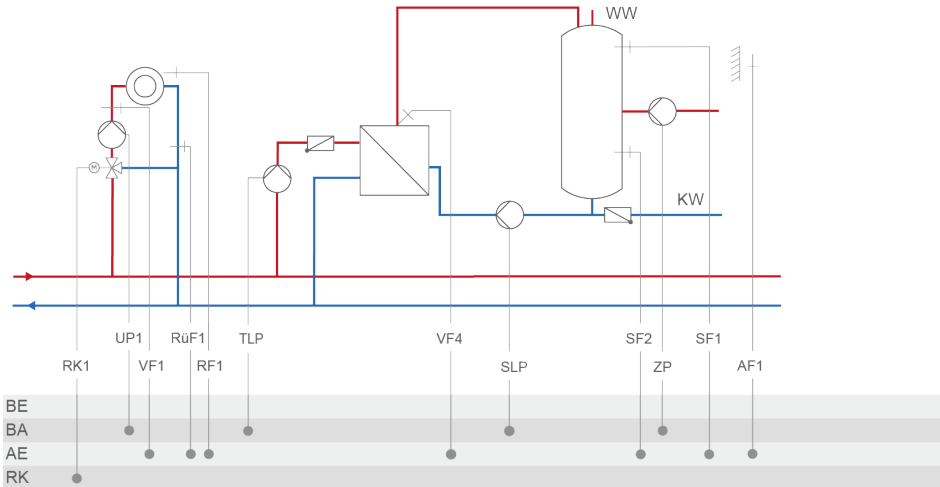 WW
M
KW
UP1 RüF1 TLP VF4 SF2 SF1
RK1 VF1 RF1 SLP ZP AF1
BE
BA
AE
RK